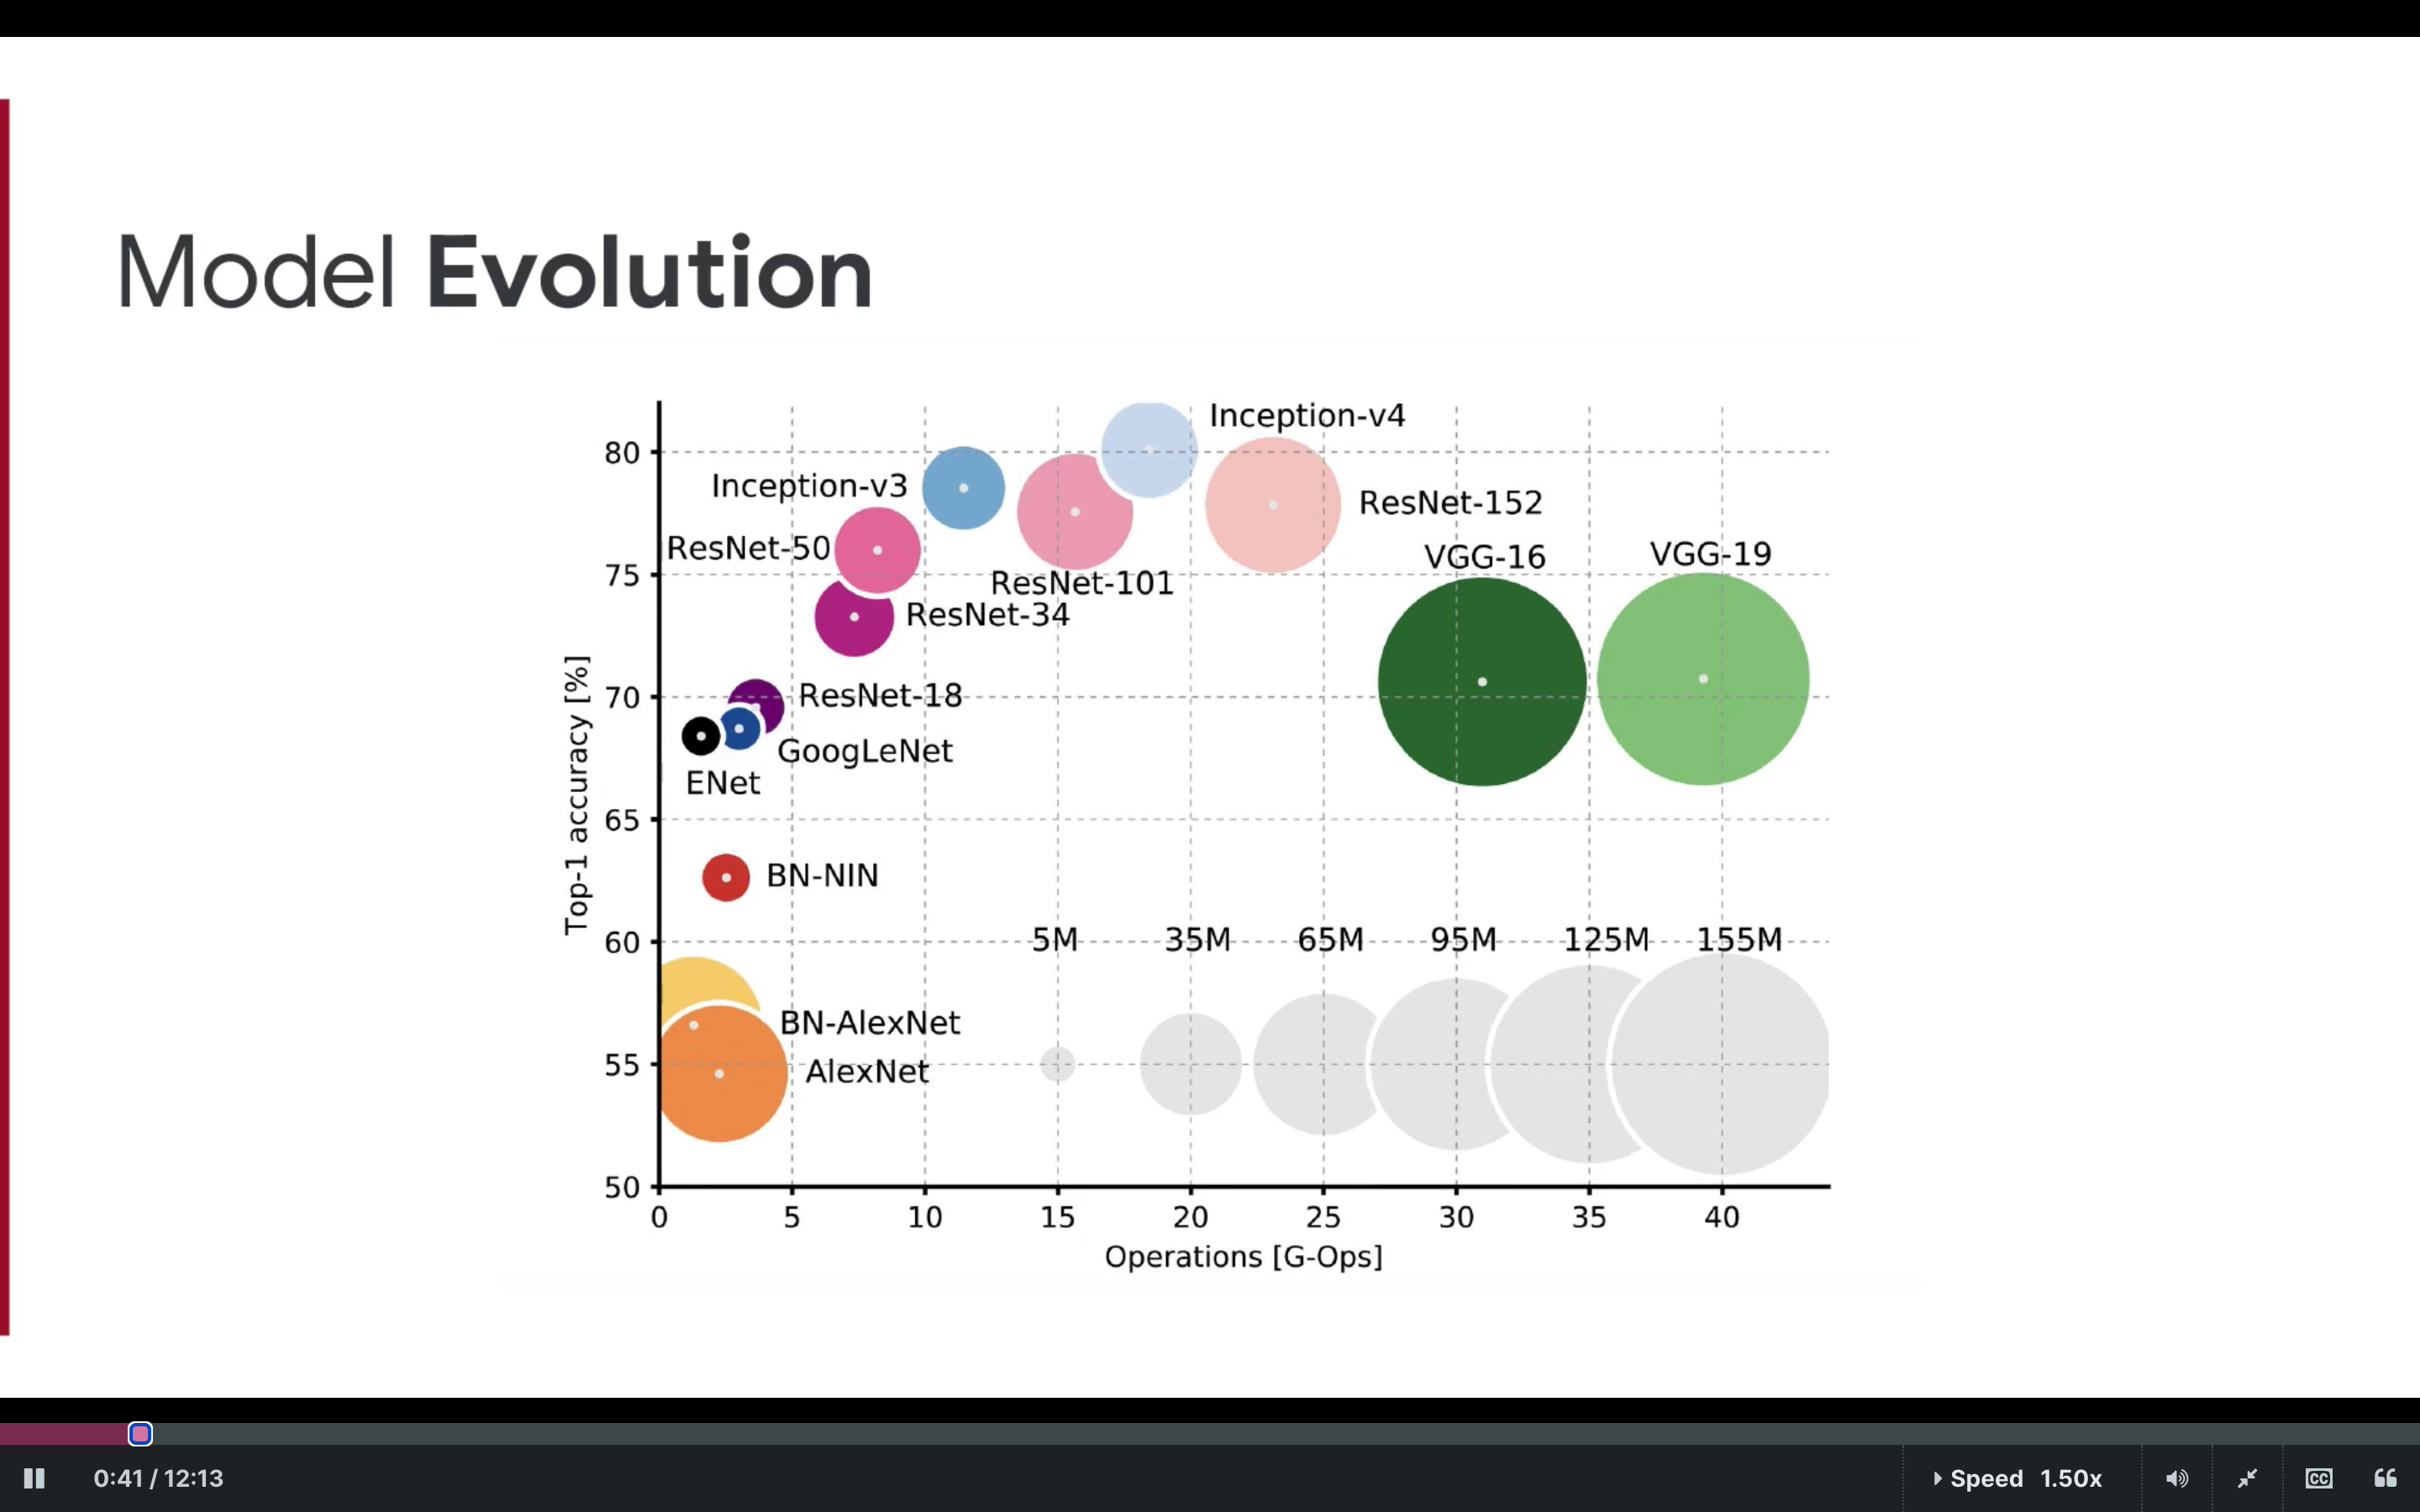 Model Evolution
Inception-v4
80
Inception-v3
ResNet-152
ResNet-50
VGG-16
VGG-19
75
ResNet-101
ResNet-34
70
ResNet-18
GoogLeNet
ENet
Top-1 accuracy [%]
65
BN-NIN
60
5M 35M 65M 95M 125M 155M
BN-AlexNet
55
AlexNet
50
0 5 10 15 20 25 30 35 40
Operations [G-Ops]
0:41 / 12:13
Speed 1.50x
CC